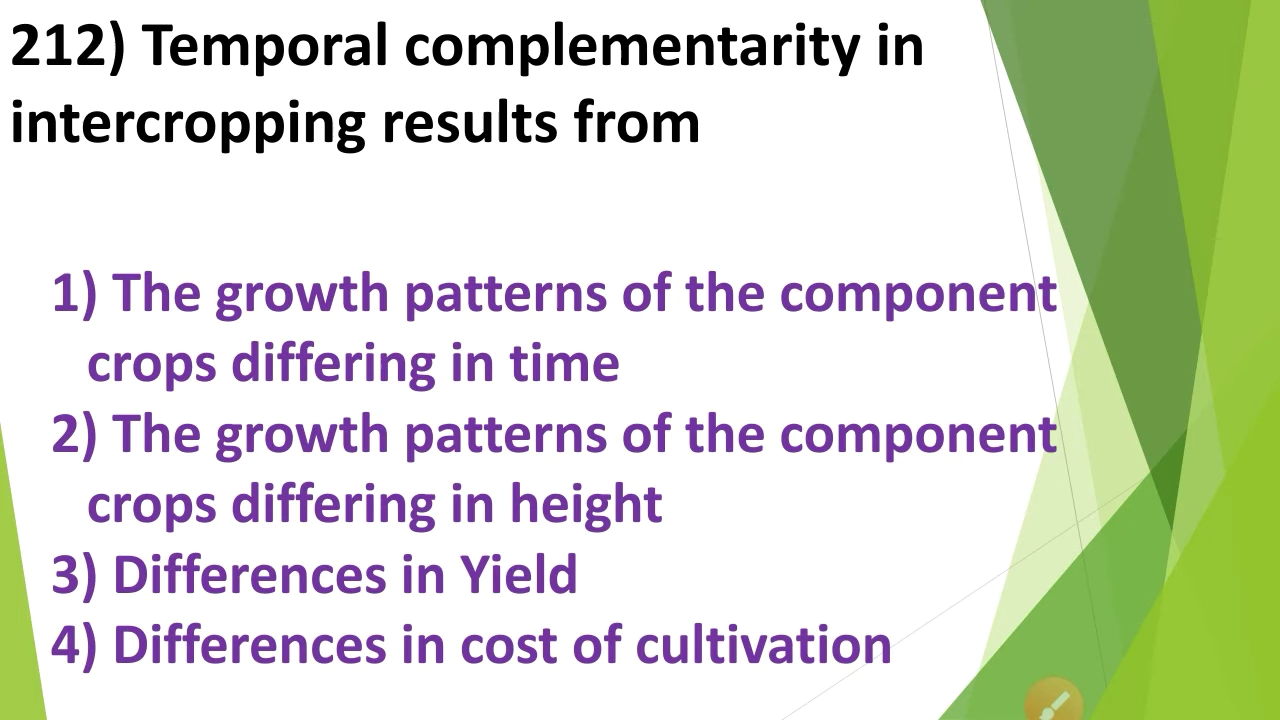 212) Temporal complementarity in
intercropping results from
1) The growth patterns of the component
crops differing in time
2) The growth patterns of the component
crops differing in height
3) Differences in Yield
4) Differences in cost of cultivation